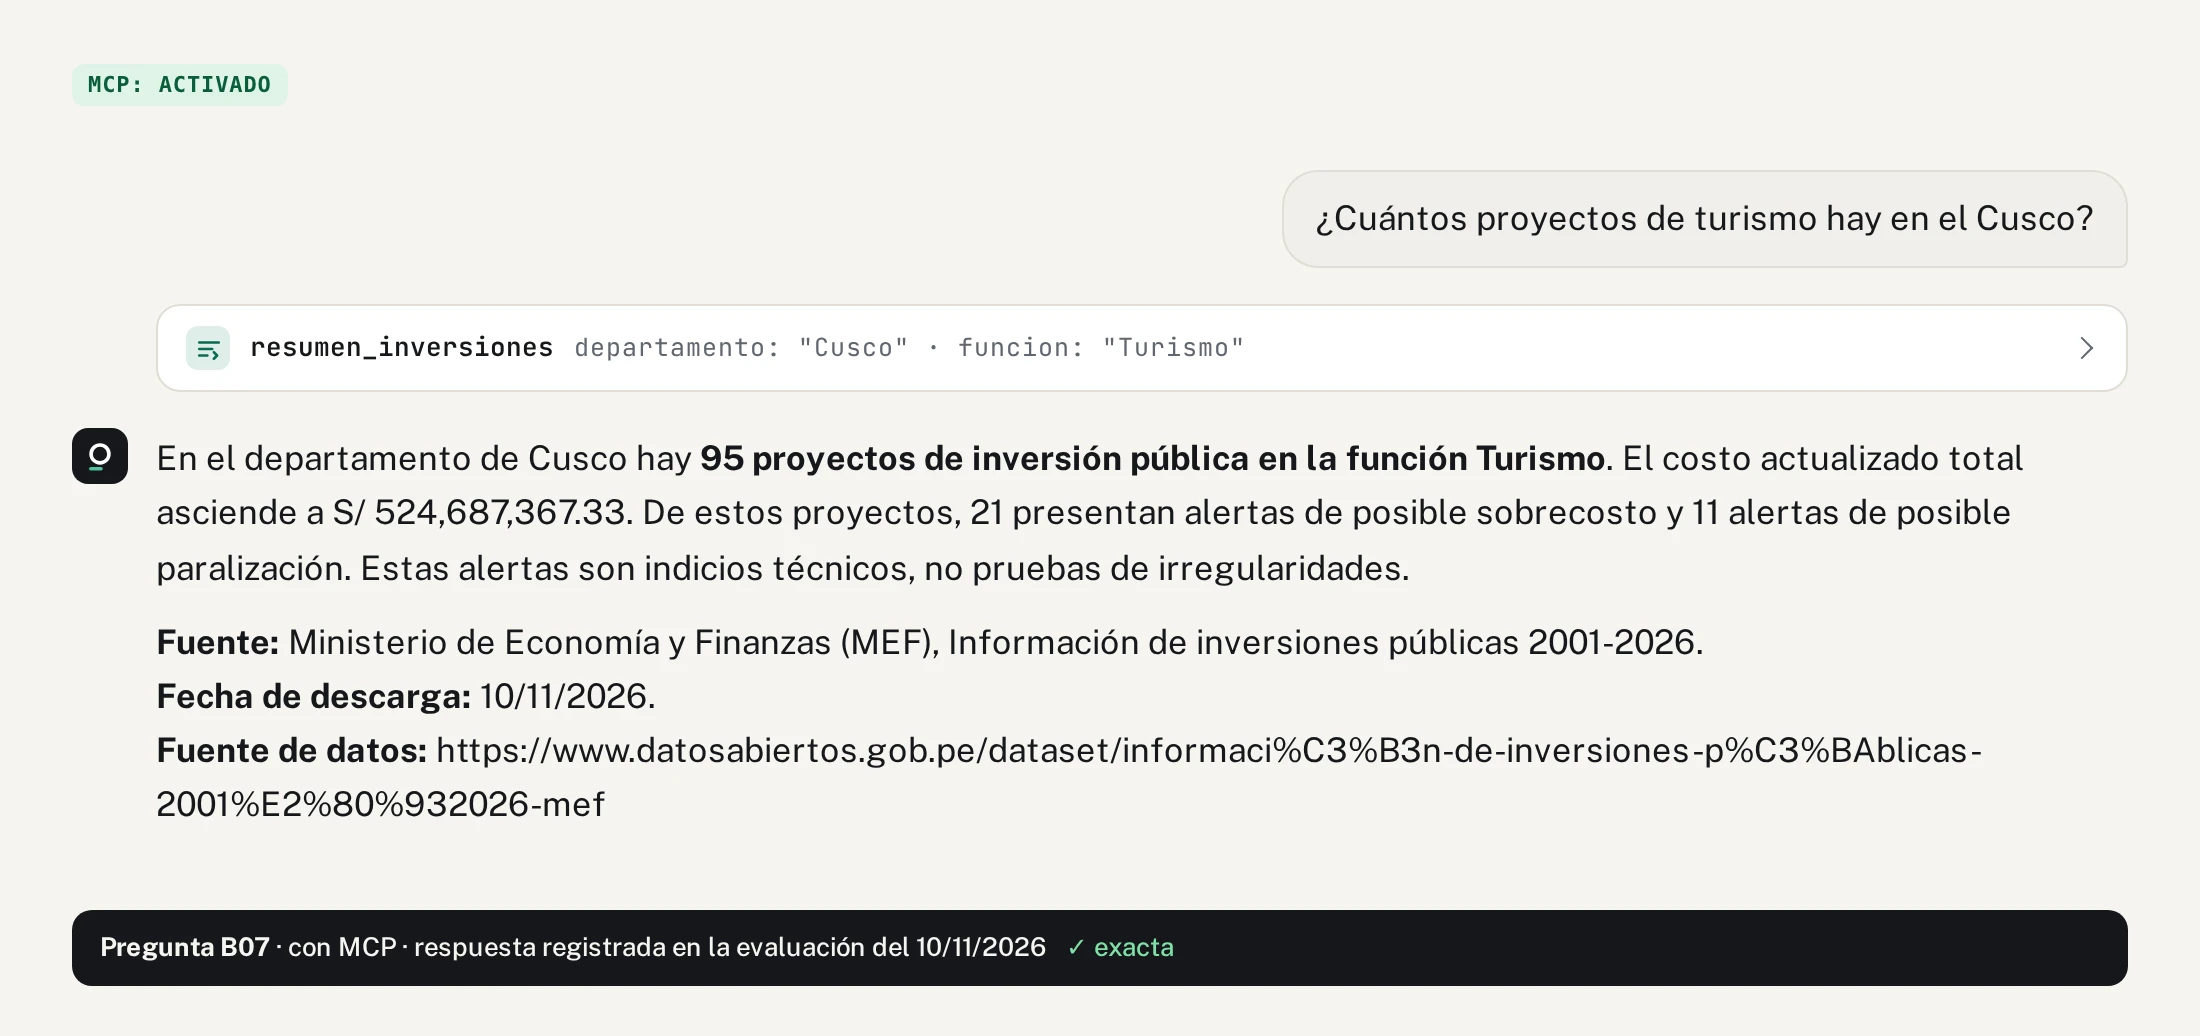 MCP: ACTIVADO
¿Cuántos proyectos de turismo hay en el Cusco?
resumen_inversiones departamento: "Cusco" · funcion: "Turismo"
En el departamento de Cusco hay 95 proyectos de inversión pública en la función Turismo. El costo actualizado total
asciende a S/ 524,687,367.33. De estos proyectos, 21 presentan alertas de posible sobrecosto y 11 alertas de posible
paralización. Estas alertas son indicios técnicos, no pruebas de irregularidades.
Fuente: Ministerio de Economía y Finanzas (MEF), Información de inversiones públicas 2001-2026.
Fecha de descarga: 10/11/2026.
Fuente de datos: https://www.datosabiertos.gob.pe/dataset/informaci%C3%B3n-de-inversiones-p%C3%BAblicas-
2001%E2%80%932026-mef
Pregunta B07 · con MCP · respuesta registrada en la evaluación del 10/11/2026 ✓ exacta